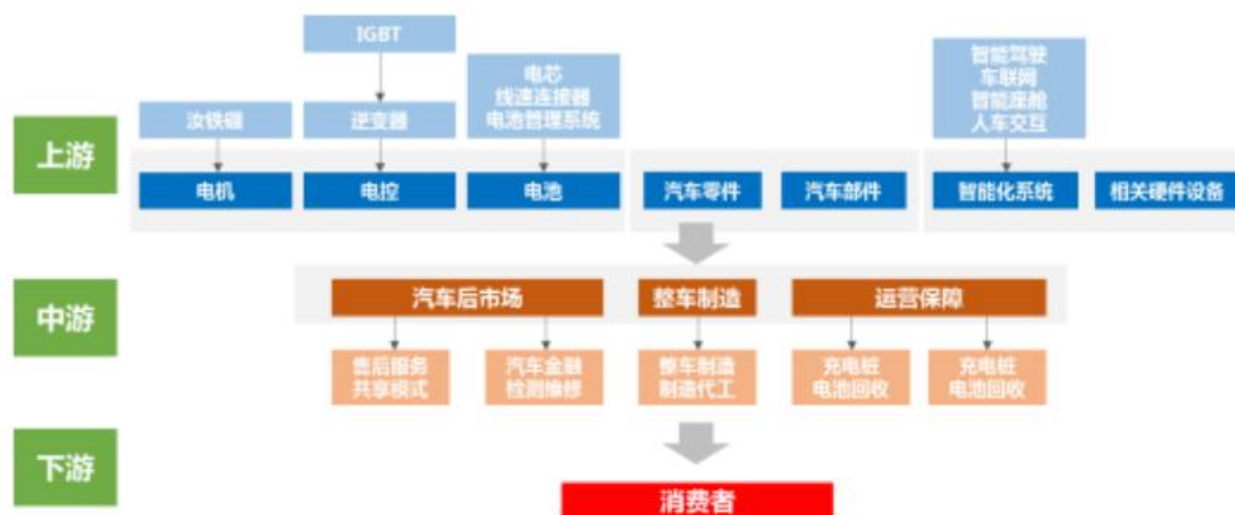 IGBT
电芯
线速连接器
电池管理系统
智能驾驶
车联网
智能座舱
人车交互
汝铁硼
逆变器
上游
电机
电控
电池
汽车零件
汽车部件
智能化系统
相关硬件设备
中游
汽车后市场
整车制造
运营保障
售后服务
共享模式
汽车金融
检测维修
整车制造
制造代工
充电桩
电池回收
充电桩
电池回收
下游
消费者